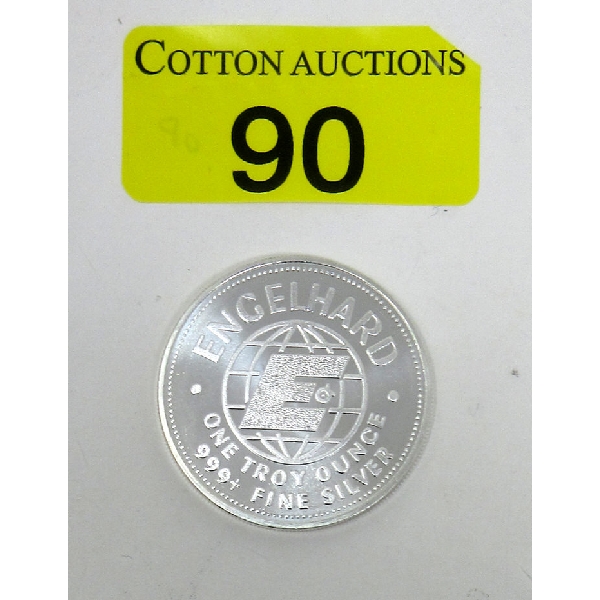 COTTON AUCTIONS
90
ENGELHARD
E
ONE TROY OUNCE
999+ FINE SILVER